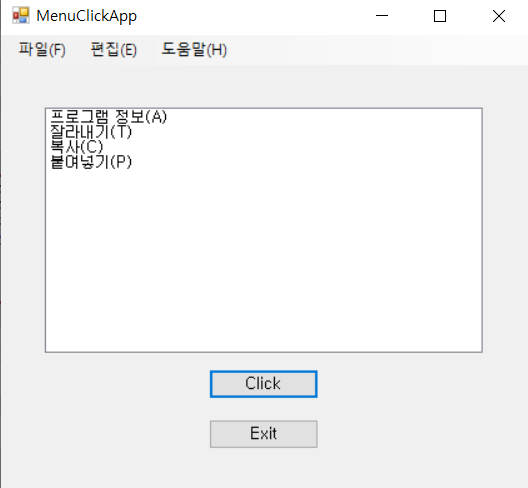 MenuClickApp
파일(F) 편집(E) 도움말(H)
프로그램 정보(A)
잘라내기(T)
복사(C)
붙여넣기(P)
Click
Exit